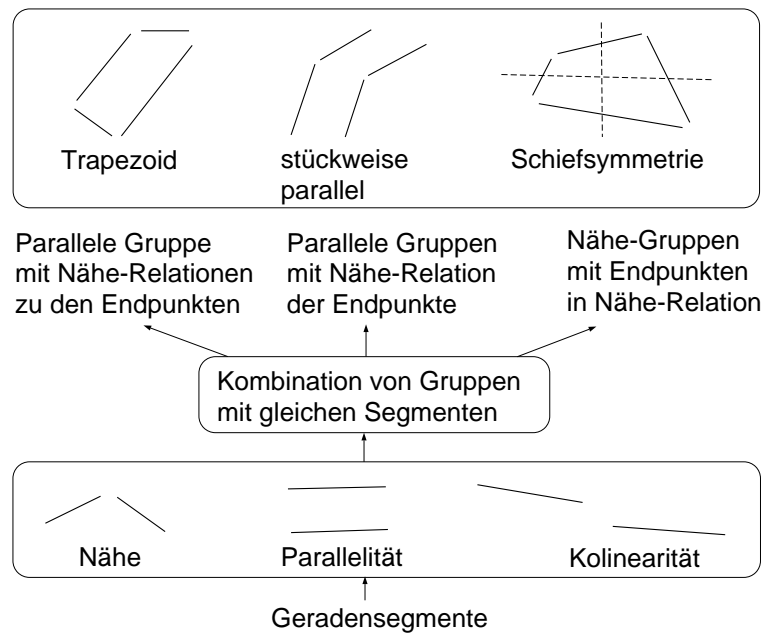 Trapezoid
stückweise
parallel
Schiefsymmetrie
Parallele Gruppe
mit Nähe-Relationen
zu den Endpunkten
Parallele Gruppen
mit Nähe-Relation
der Endpunkte
Nähe-Gruppen
mit Endpunkten
in Nähe-Relation
Kombination von Gruppen
mit gleichen Segmenten
Nähe
Parallelität
Kolinearität
Geradensegmente